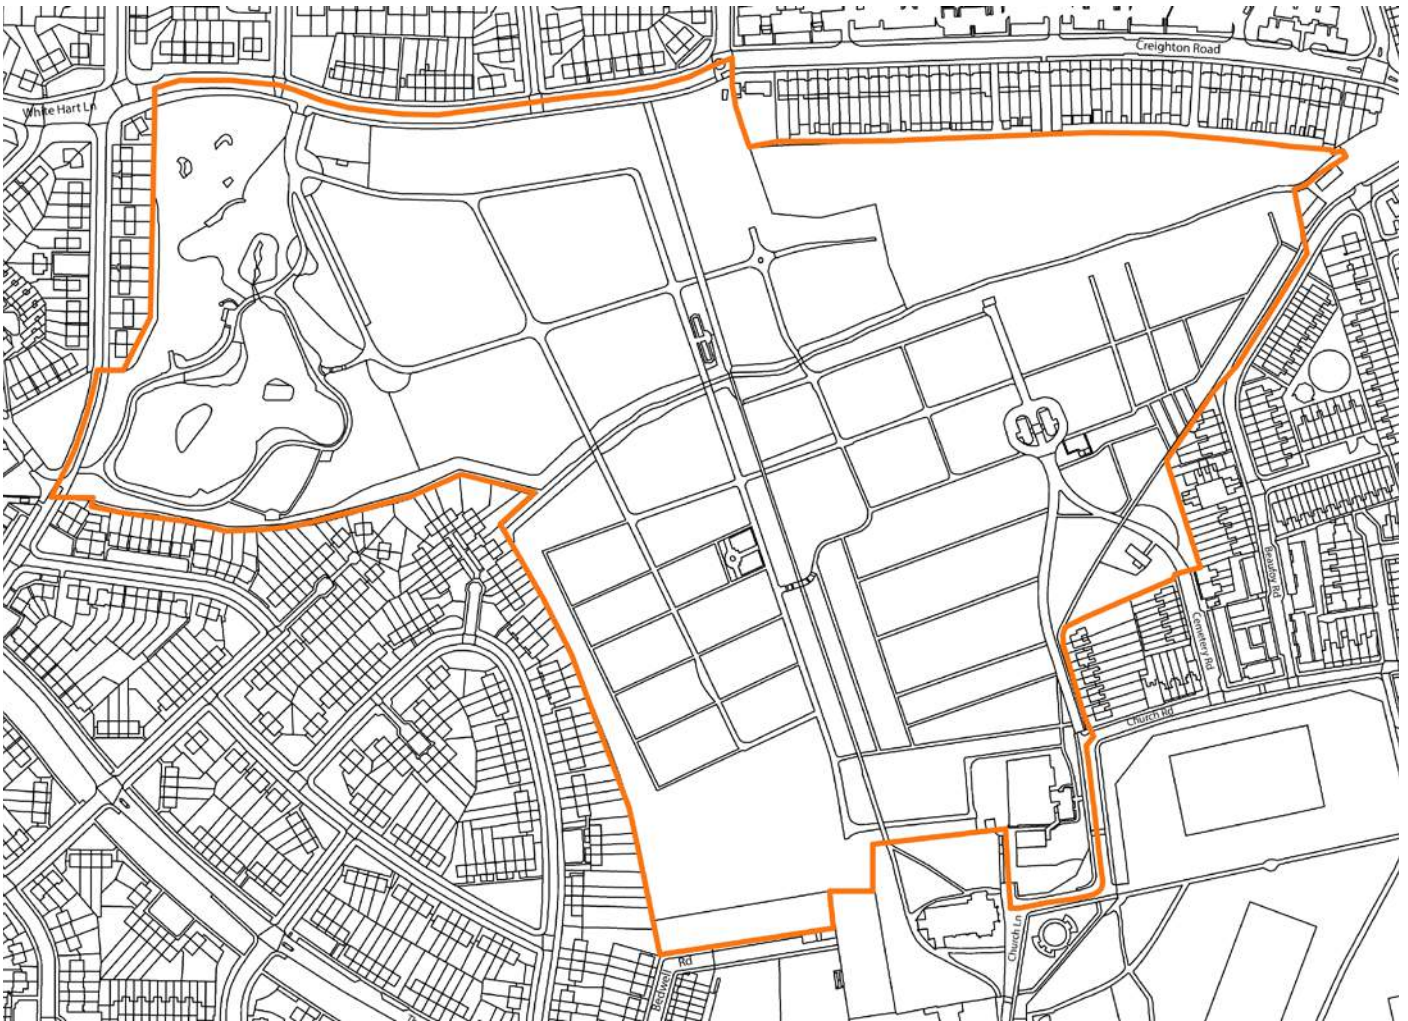 Creighton Road
White Hart Ln
Beaufoy Rd
Cemetery Rd
Church Rd
Church Ln
Rd
Bedwell